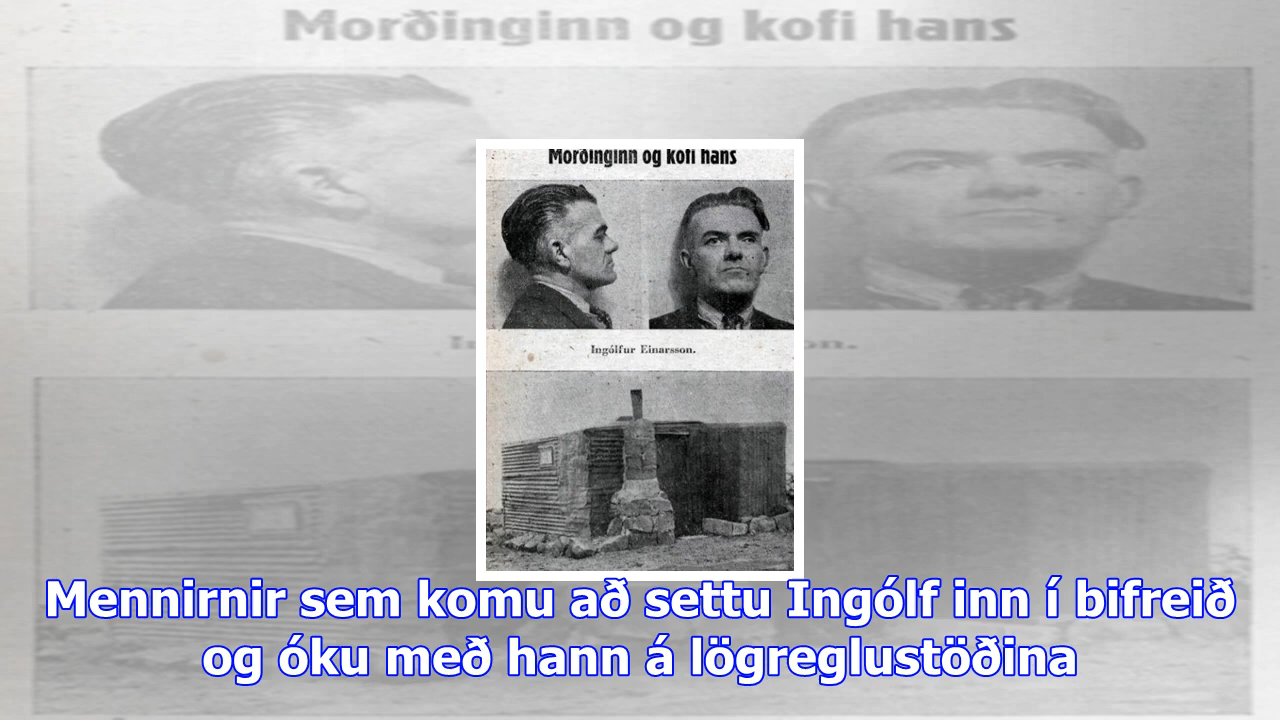 Morðinginn og kofi hans
Morðinginn og kofi hans
Ingólfur Einarsson.
Mennirnir sem komu að settu Ingólf inn í bifreið
og óku með hann á lögreglustöðina